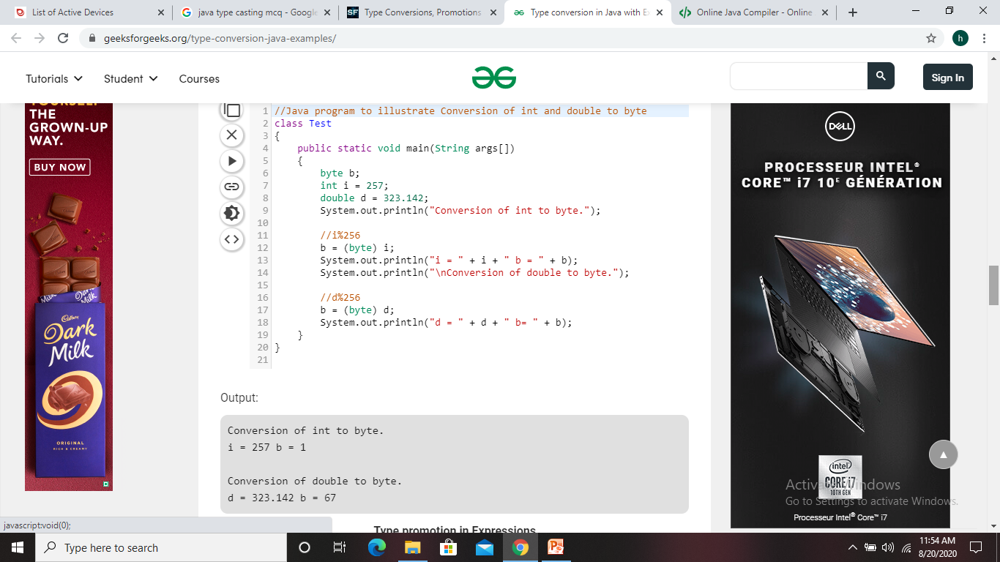 List of Active Devices
java type casting mcq - Google
Type Conversions, Promotions
Type conversion in Java with E
Online Java Compiler - Online
geeksforgeeks.org/type-conversion-java-examples/
h
Tutorials
Student
Courses
Sign In
THE
GROWN-UP
WAY.
BUY NOW
Cadbury
Dark
Milk
ORIGINAL
RICH & CREAMY
1 //Java program to illustrate Conversion of int and double to byte
2 class Test
3 {
4 public static void main(String args[])
5 {
6 byte b;
7 int i = 257;
8 double d = 323.142;
9 System.out.println("Conversion of int to byte.");
10
11 //i%256
12 b = (byte) i;
13 System.out.println("i = " + i + " b = " + b);
14 System.out.println("\nConversion of double to byte.");
15
16 //d%256
17 b = (byte) d;
18 System.out.println("d = " + d + " b= " + b);
19 }
20 }
21
Output:
Conversion of int to byte.
i = 257 b = 1
Conversion of double to byte.
d = 323.142 b = 67
Type promotion in Expressions
DELL
PROCESSEUR INTEL®
CORE™ i7 10ᴱ GÉNÉRATION
intel
CORE i7
10TH GEN
Activate Windows
Go to Settings to activate Windows.
Processeur Intel® Core™ i7
javascript:void(0);
Type here to search
11:54 AM
8/20/2020